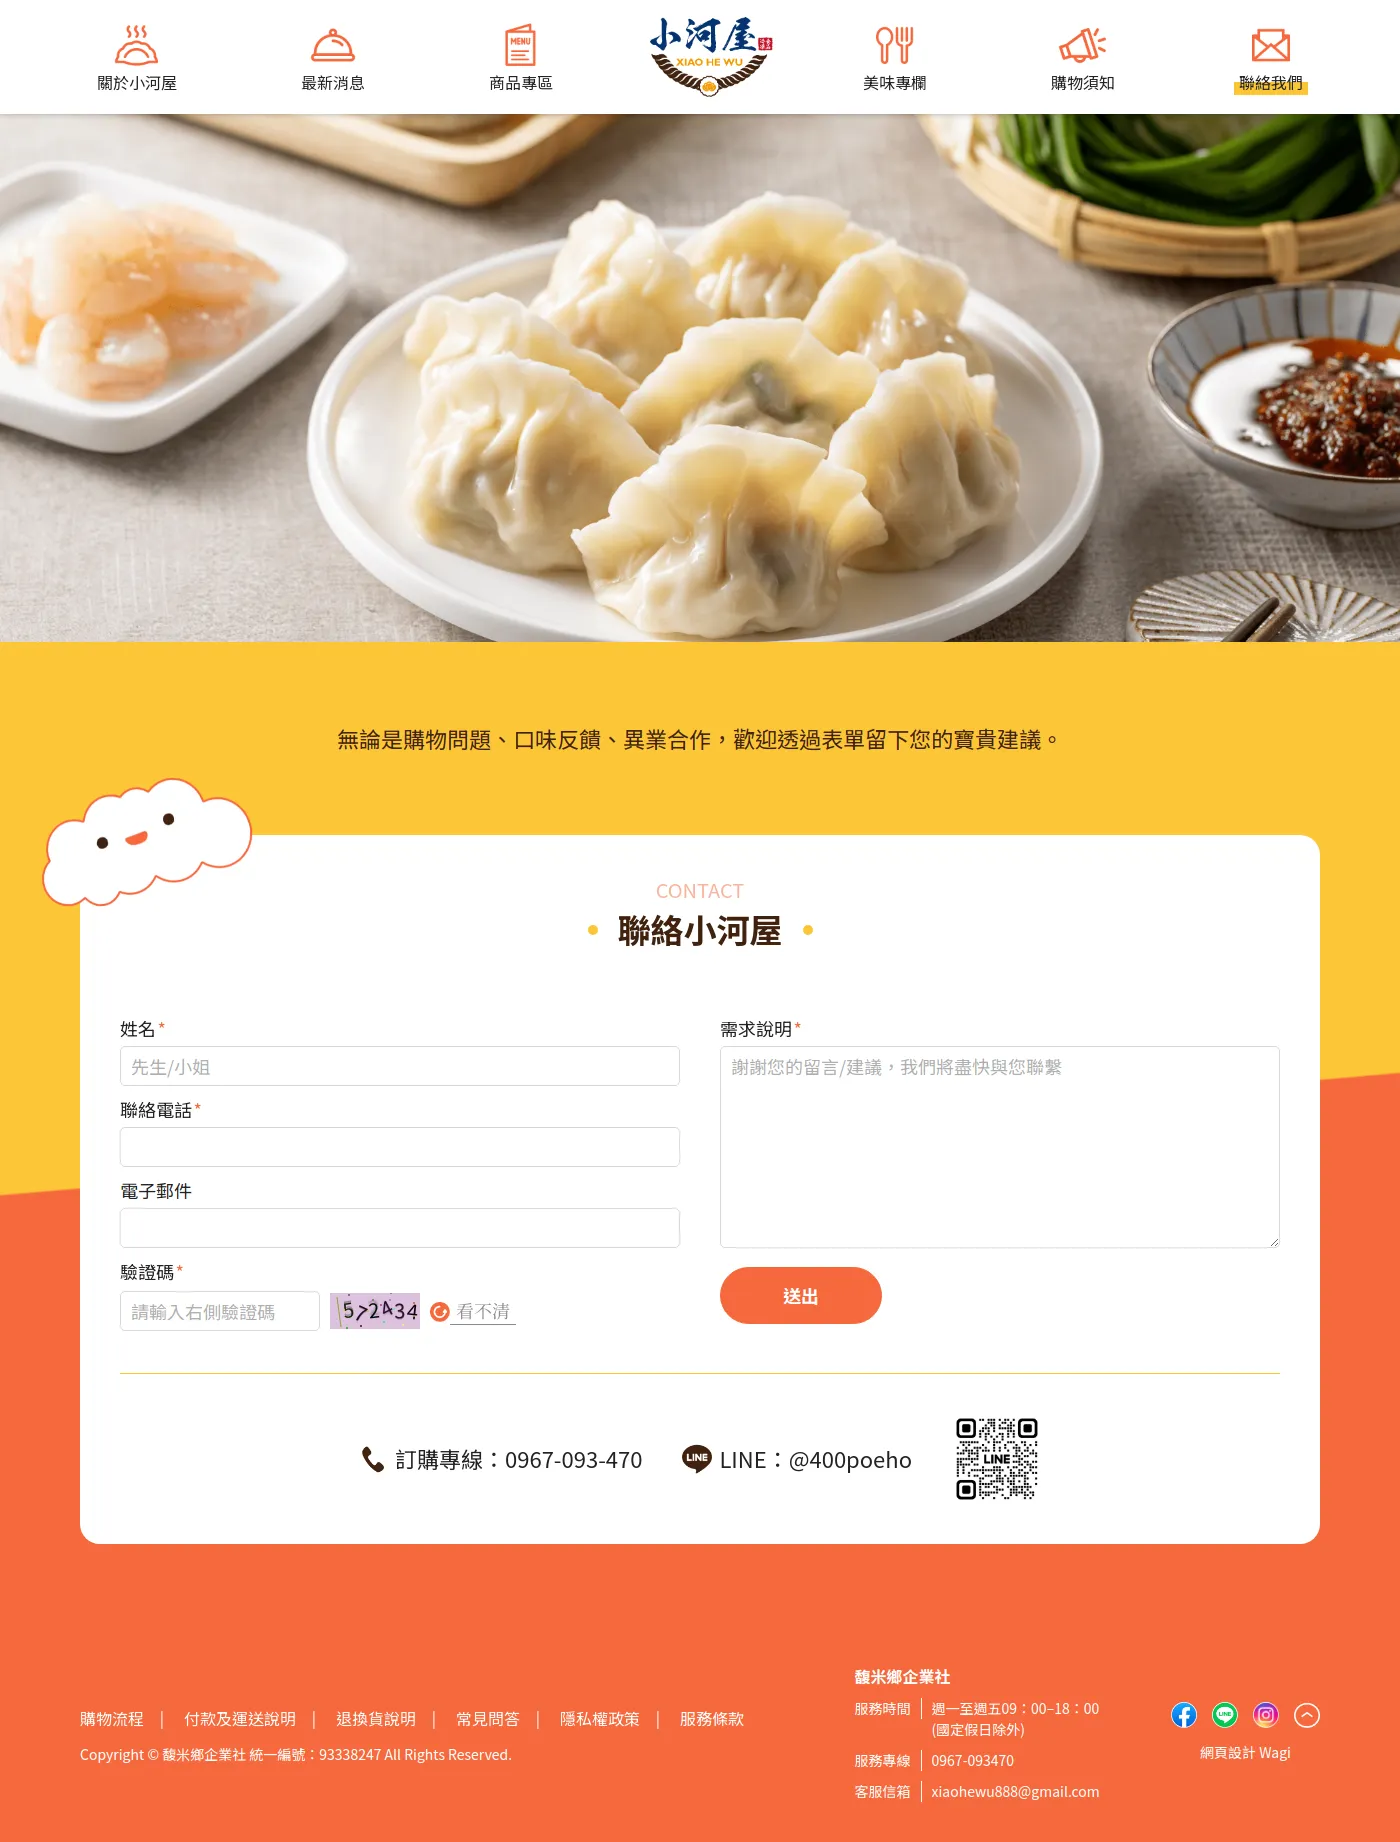 關於小河屋
最新消息
MENU
商品專區
小河屋
XIAO HE WU
美味專欄
購物須知
聯絡我們
無論是購物問題、口味反饋、異業合作，歡迎透過表單留下您的寶貴建議。
CONTACT
聯絡小河屋
姓名*
先生/小姐
聯絡電話*
電子郵件
驗證碼*
請輸入右側驗證碼
看不清
需求說明*
謝謝您的留言/建議，我們將盡快與您聯繫
送出
訂購專線：0967-093-470
LINE
LINE：@400poeho
LINE
購物流程 | 付款及運送說明 | 退換貨說明 | 常見問答 | 隱私權政策 | 服務條款
Copyright © 馥米鄉企業社 統一編號：93338247 All Rights Reserved.
馥米鄉企業社
服務時間 週一至週五09：00–18：00
(國定假日除外)
服務專線 0967-093470
客服信箱 xiaohewu888@gmail.com
LINE
網頁設計 Wagi